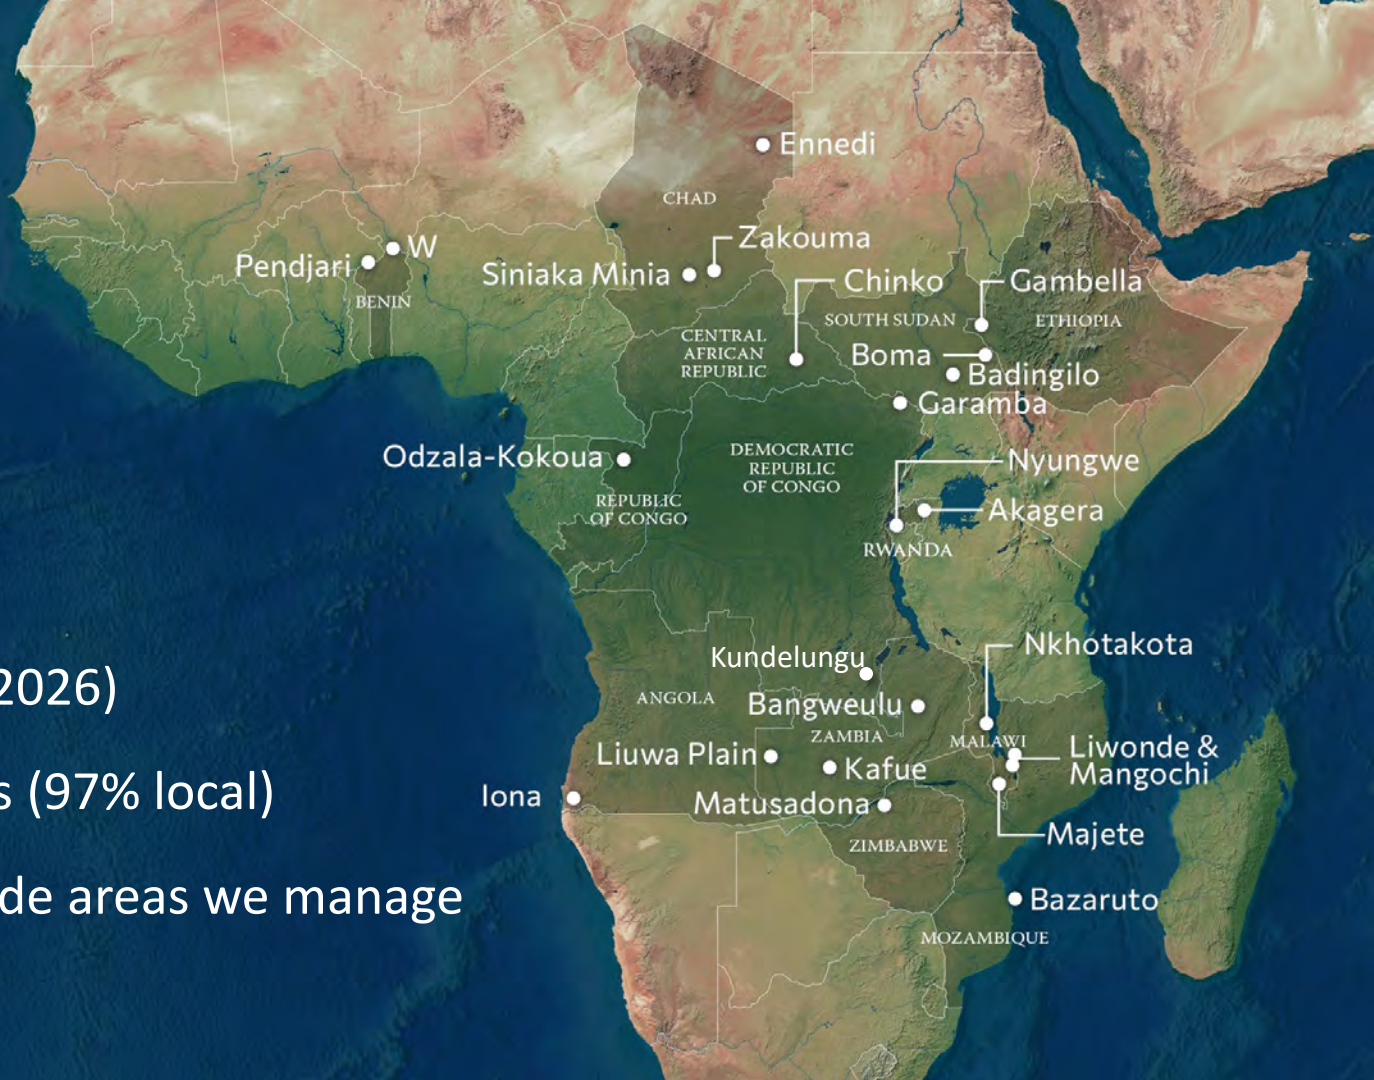 Ennedi
CHAD
Zakouma
W
Pendjari
Siniaka Minia
Chinko
Gambella
BENIN
SOUTH SUDAN
ETHIOPIA
CENTRAL
AFRICAN
REPUBLIC
Boma
Badingilo
Garamba
Odzala-Kokoua
DEMOCRATIC
REPUBLIC
OF CONGO
Nyungwe
REPUBLIC
OF CONGO
Akagera
RWANDA
Nkhotakota
Kundelungu
2026)
ANGOLA
Bangweulu
ZAMBIA
MALAWI
Liwonde &
Mangochi
Liuwa Plain
Kafue
s (97% local)
Iona
Matusadona
Majete
ZIMBABWE
de areas we manage
Bazaruto
MOZAMBIQUE